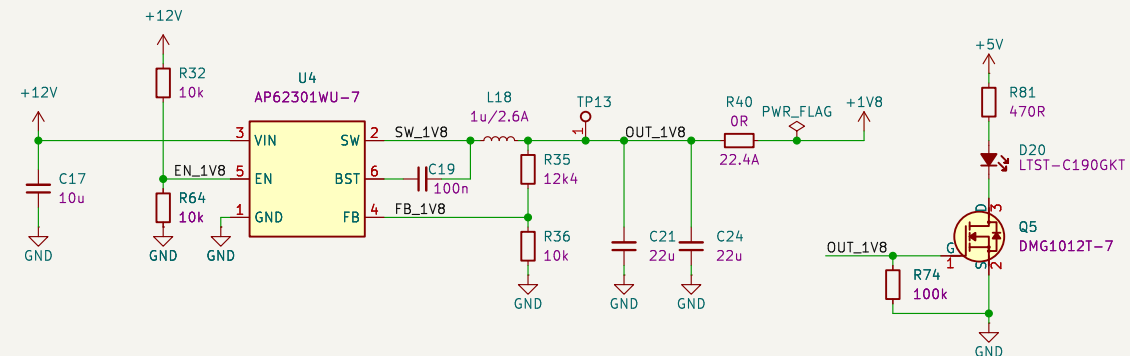 +12V
+12V
R32
10k
U4
AP62301WU-7
3
VIN
SW
2
SW_1V8
L18
1u/2.6A
TP13
1
OUT_1V8
R40
0R
22.4A
PWR_FLAG
+1V8
+5V
R81
470R
D20
LTST-C190GKT
C17
10u
GND
EN_1V8
5
EN
BST
6
C19
100n
R35
12k4
R64
10k
GND
1
GND
GND
FB
4
FB_1V8
R36
10k
GND
C21
22u
GND
C24
22u
GND
OUT_1V8
G
1
D
3
S
2
Q5
DMG1012T-7
R74
100k
GND